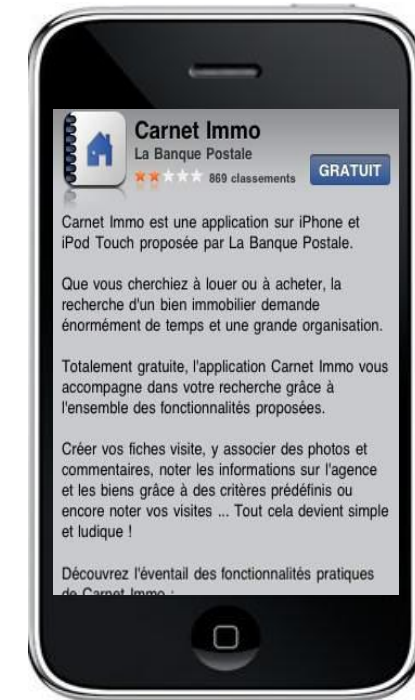 Carnet Immo
La Banque Postale
869 classements
GRATUIT
Carnet Immo est une application sur iPhone et
iPod Touch proposée par La Banque Postale.
Que vous cherchiez à louer ou à acheter, la
recherche d'un bien immobilier demande
énormément de temps et une grande organisation.
Totalement gratuite, l'application Carnet Immo vous
accompagne dans votre recherche grâce à
l'ensemble des fonctionnalités proposées.
Créer vos fiches visite, y associer des photos et
commentaires, noter les informations sur l'agence
et les biens grâce à des critères prédéfinis ou
encore noter vos visites ... Tout cela devient simple
et ludique !
Découvrez l'éventail des fonctionnalités pratiques
de Carnet Immo :